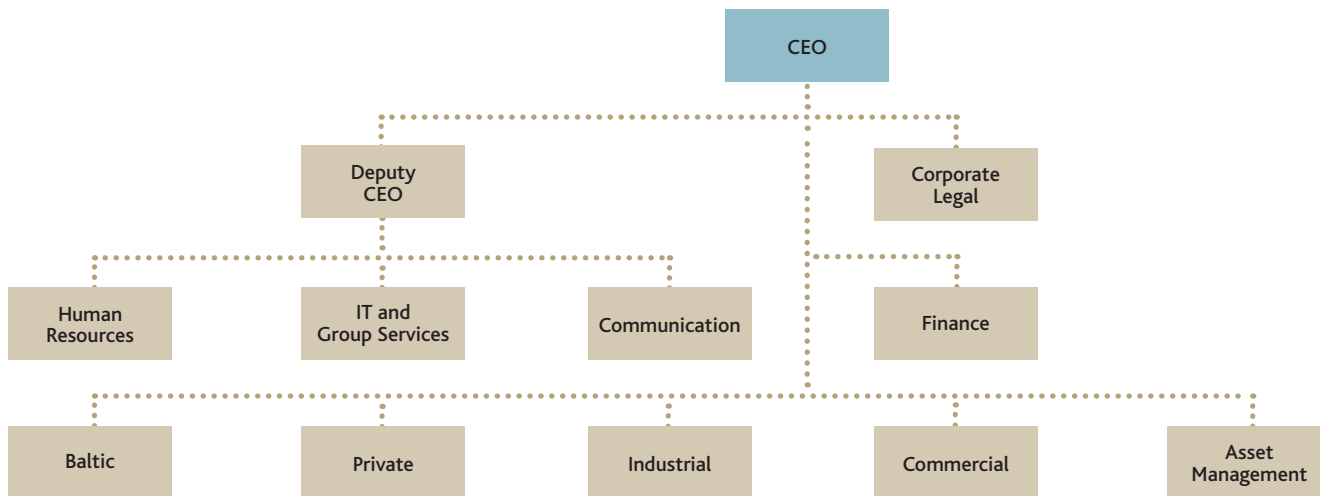 CEO
Deputy
CEO
Corporate
Legal
Human
Resources
IT and
Group Services
Communication
Finance
Baltic
Private
Industrial
Commercial
Asset
Management